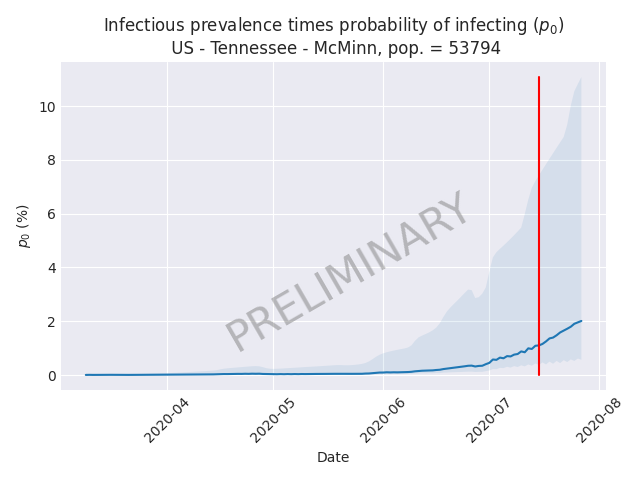 Infectious prevalence times probability of infecting (p₀)
US - Tennessee - McMinn, pop. = 53794
10
8
6
4
2
0
p₀ (%)
PRELIMINARY
2020-04
2020-05
2020-06
2020-07
2020-08
Date